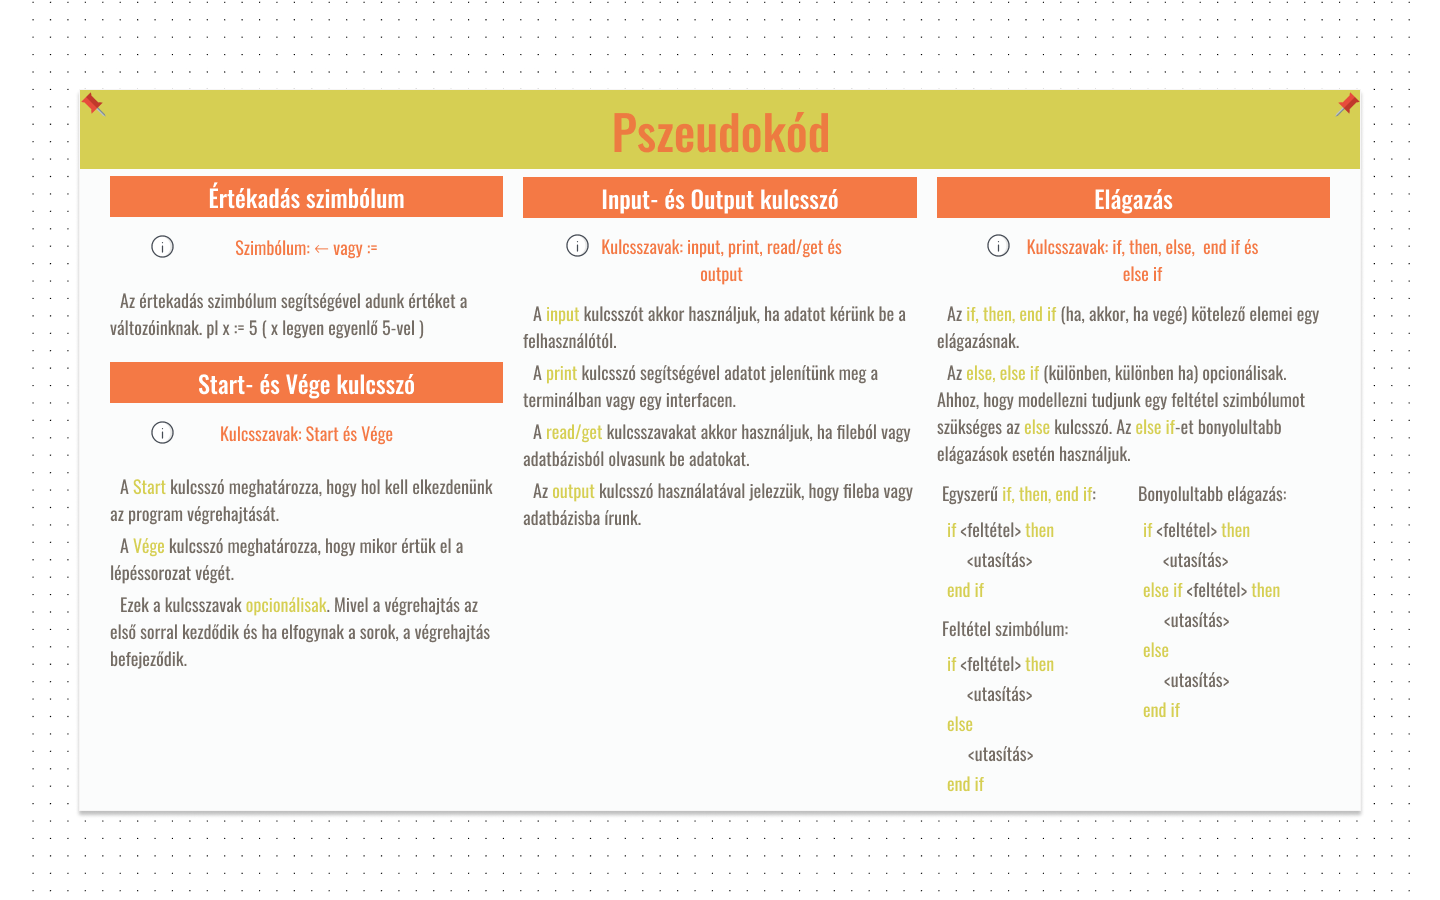 Pszeudokód
Értékadás szimbólum
Szimbólum: ← vagy :=
Az értekadás szimbólum segítségével adunk értéket a
változóinknak. pl x := 5 ( x legyen egyenlő 5-vel )
Start- és Vége kulcsszó
Kulcsszavak: Start és Vége
A Start kulcsszó meghatározza, hogy hol kell elkezdenünk
az program végrehajtását.
A Vége kulcsszó meghatározza, hogy mikor értük el a
lépéssorozat végét.
Ezek a kulcsszavak opcionálisak. Mivel a végrehajtás az
első sorral kezdődik és ha elfogynak a sorok, a végrehajtás
befejeződik.
Input- és Output kulcsszó
Kulcsszavak: input, print, read/get és
output
A input kulcsszót akkor használjuk, ha adatot kérünk be a
felhasználótól.
A print kulcsszó segítségével adatot jelenítünk meg a
terminálban vagy egy interfacen.
A read/get kulcsszavakat akkor használjuk, ha fileból vagy
adatbázisból olvasunk be adatokat.
Az output kulcsszó használatával jelezzük, hogy fileba vagy
adatbázisba írunk.
Elágazás
Kulcsszavak: if, then, else, end if és
else if
Az if, then, end if (ha, akkor, ha vegé) kötelező elemei egy
elágazásnak.
Az else, else if (különben, különben ha) opcionálisak.
Ahhoz, hogy modellezni tudjunk egy feltétel szimbólumot
szükséges az else kulcsszó. Az else if-et bonyolultabb
elágazások esetén használjuk.
Egyszerű if, then, end if:
if <feltétel> then
<utasítás>
end if
Feltétel szimbólum:
if <feltétel> then
<utasítás>
else
<utasítás>
end if
Bonyolultabb elágazás:
if <feltétel> then
<utasítás>
else if <feltétel> then
<utasítás>
else
<utasítás>
end if